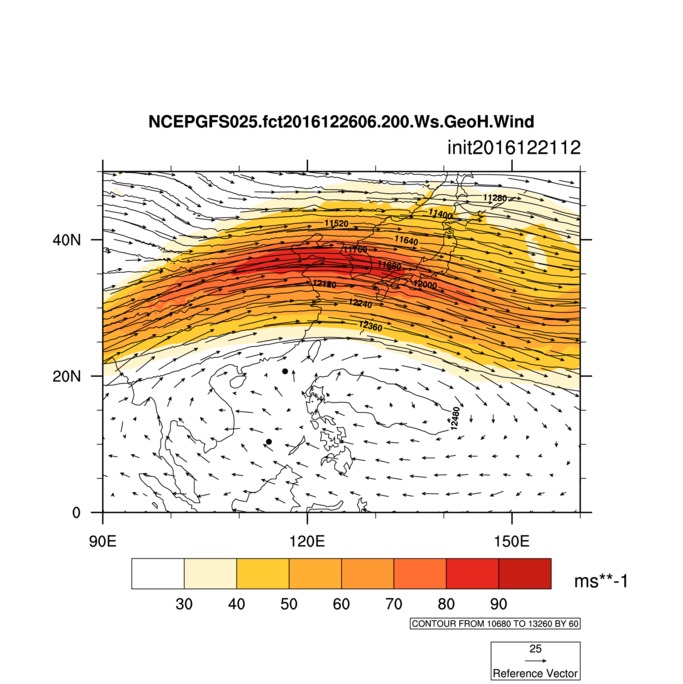 NCEPGFS025.fct2016122606.200.Ws.GeoH.Wind
init2016122112
11280
11400
11520
40N
11640
11760
11880
12120
12000
12240
12360
20N
12480
0
90E 120E 150E
ms**-1
30 40 50 60 70 80 90
CONTOUR FROM 10680 TO 13260 BY 60
25
Reference Vector